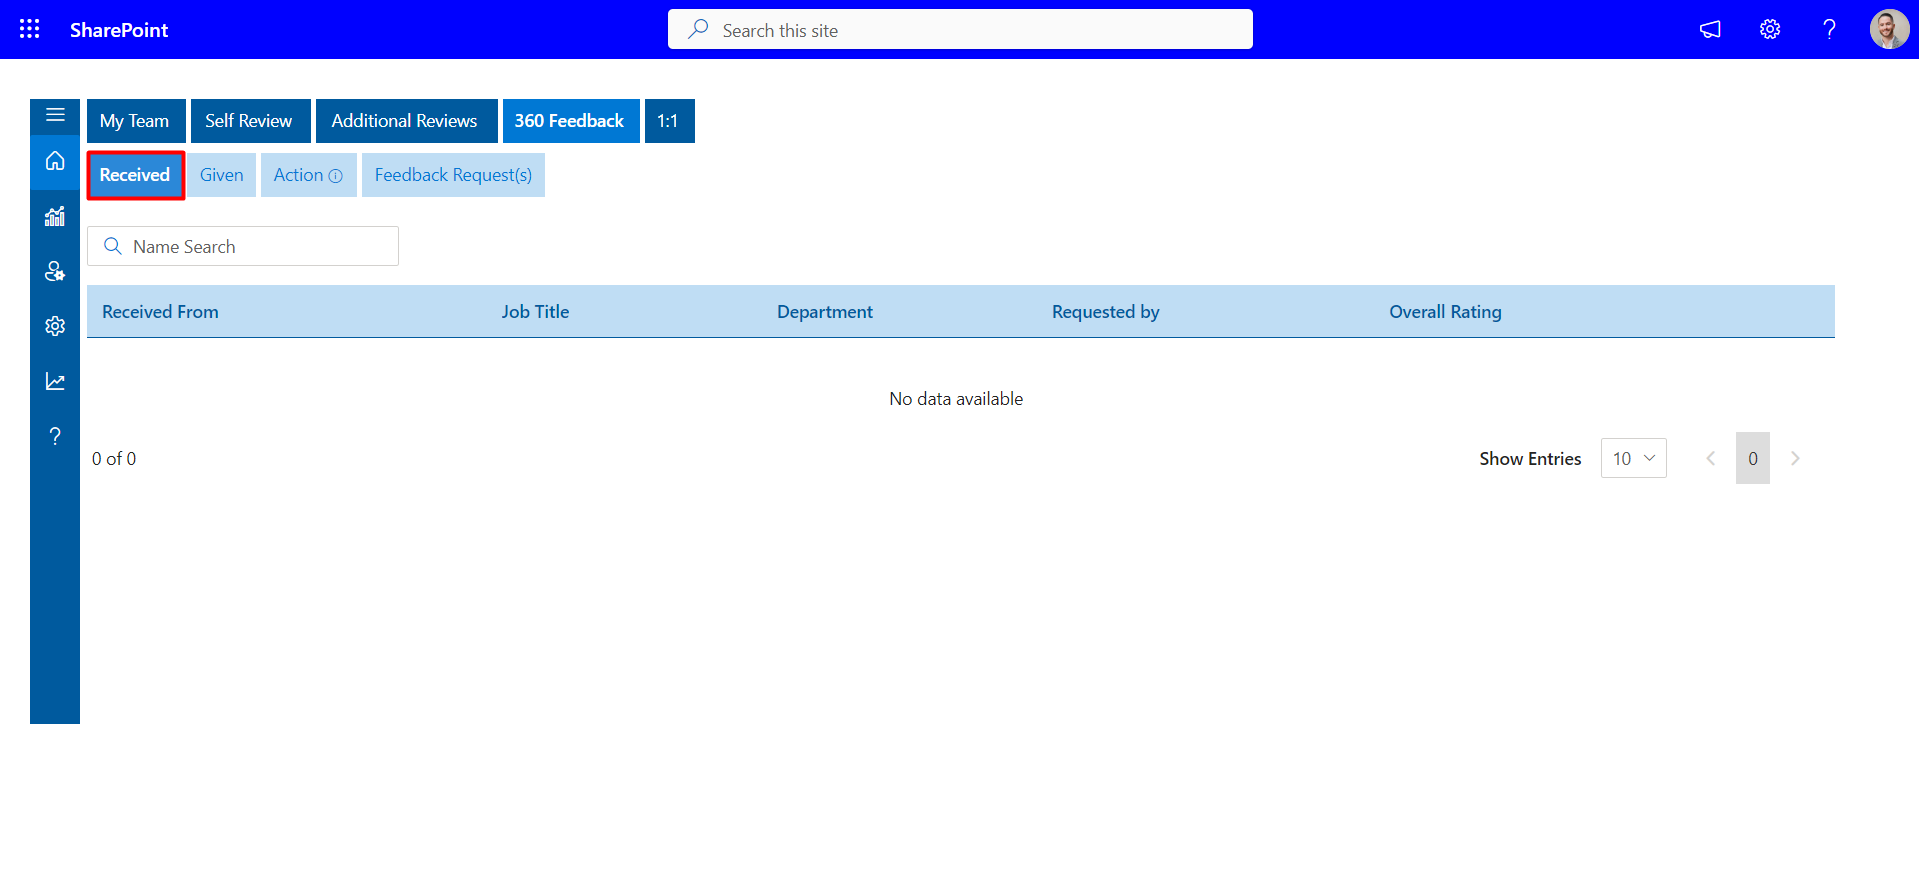 SharePoint
Search this site
?
My Team
Self Review
Additional Reviews
360 Feedback
1:1
Received
Given
Action
Feedback Request(s)
Name Search
Received From
Job Title
Department
Requested by
Overall Rating
No data available
?
0 of 0
Show Entries
10
0